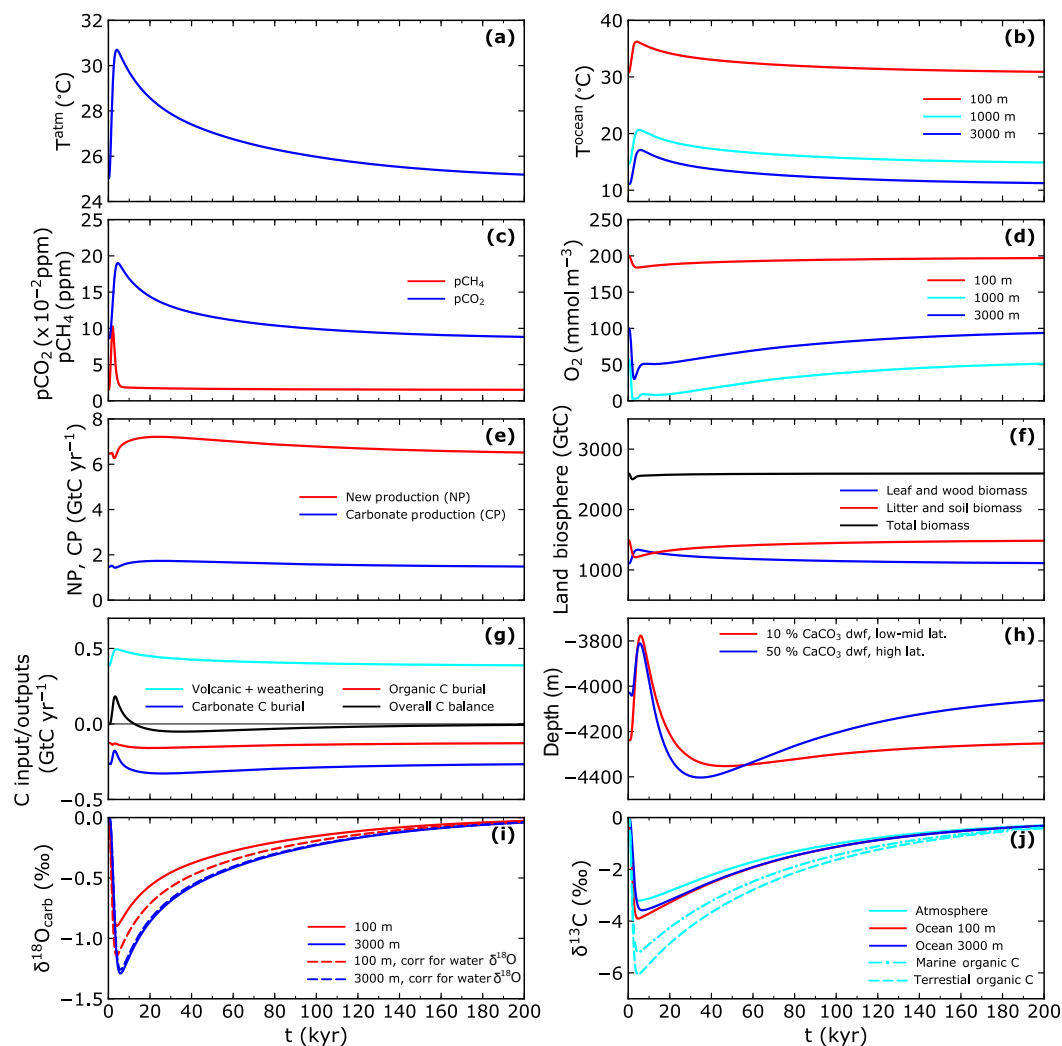 (a)
T^atm (°C)
32
30
28
26
24
(b)
T^ocean (°C)
40
30
20
10
100 m
1000 m
3000 m
(c)
pCO₂ (x 10⁻² ppm)
pCH₄ (ppm)
25
20
15
10
5
0
pCH₄
pCO₂
(d)
O₂ (mmol m⁻³)
250
200
150
100
50
0
100 m
1000 m
3000 m
(e)
NP, CP (GtC yr⁻¹)
8
6
4
2
0
New production (NP)
Carbonate production (CP)
(f)
Land biosphere (GtC)
3000
2000
1000
Leaf and wood biomass
Litter and soil biomass
Total biomass
(g)
C input/outputs
(GtC yr⁻¹)
0.5
0.0
−0.5
Volcanic + weathering
Carbonate C burial
Organic C burial
Overall C balance
(h)
Depth (m)
−3800
−4000
−4200
−4400
10 % CaCO₃ dwf, low-mid lat.
50 % CaCO₃ dwf, high lat.
(i)
δ¹⁸O_carb (‰)
0.0
−0.5
−1.0
−1.5
100 m
3000 m
100 m, corr for water δ¹⁸O
3000 m, corr for water δ¹⁸O
0 20 40 60 80 100 120 140 160 180 200
t (kyr)
(j)
δ¹³C (‰)
0
−2
−4
−6
Atmosphere
Ocean 100 m
Ocean 3000 m
Marine organic C
Terrestial organic C
0 20 40 60 80 100 120 140 160 180 200
t (kyr)